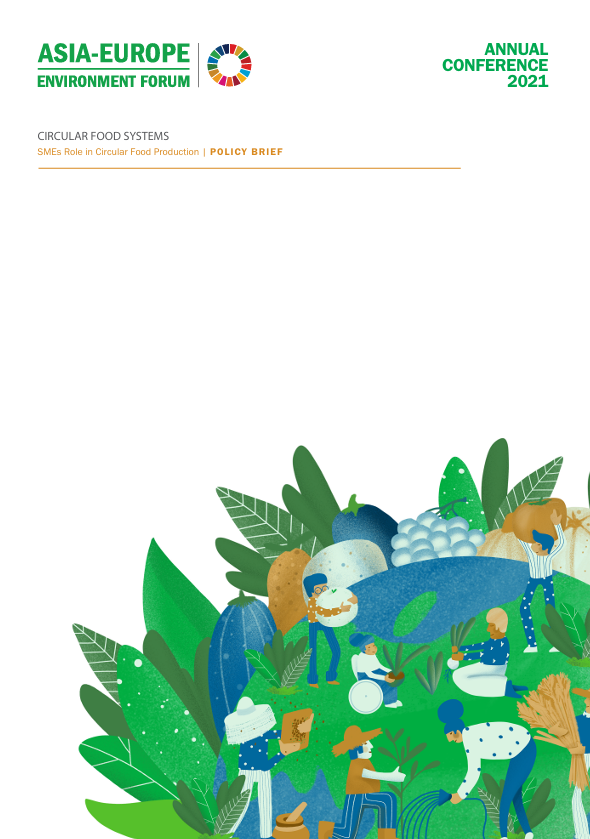 ASIA-EUROPE
ENVIRONMENT FORUM
ANNUAL
CONFERENCE
2021
CIRCULAR FOOD SYSTEMS
SMEs Role in Circular Food Production | POLICY BRIEF